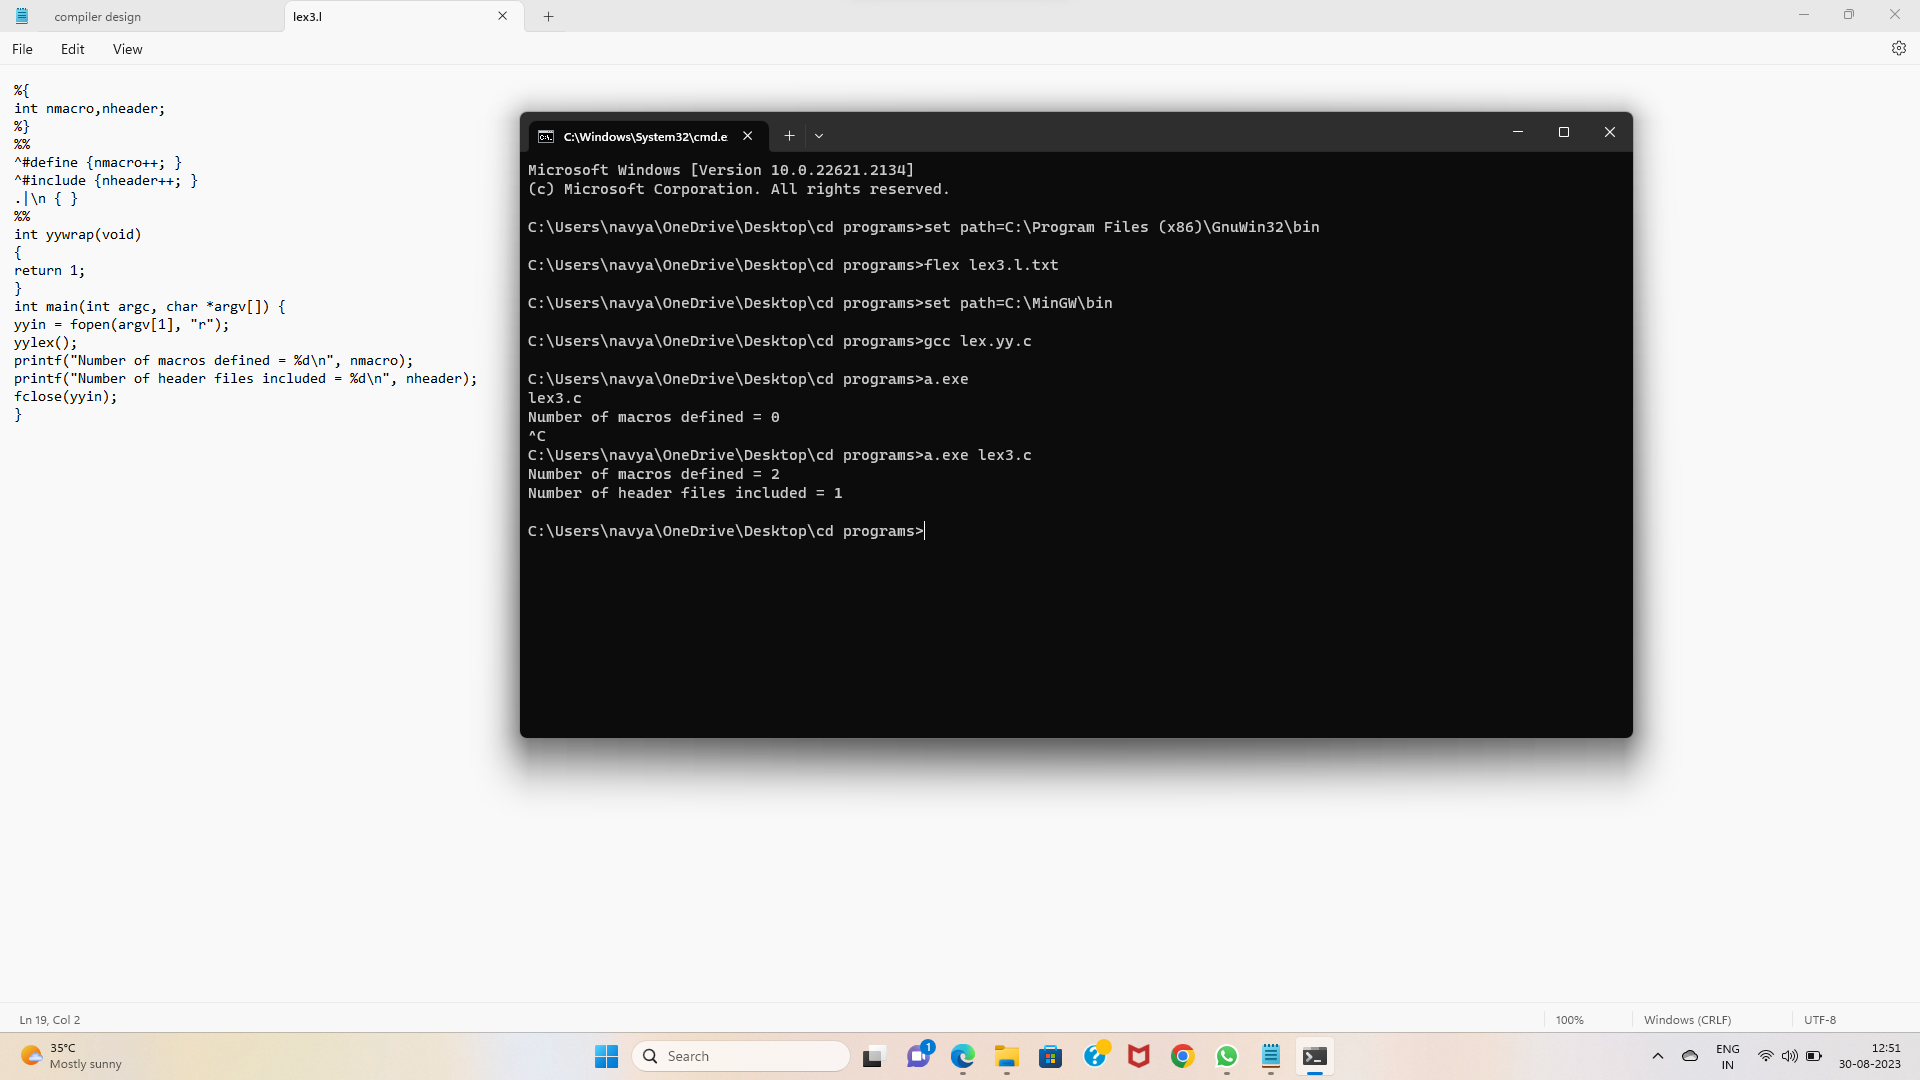 compiler design
lex3.l
File Edit View
%{
int nmacro,nheader;
%}
%%
^#define {nmacro++; }
^#include {nheader++; }
.|\n { }
%%
int yywrap(void)
{
return 1;
}
int main(int argc, char *argv[]) {
yyin = fopen(argv[1], "r");
yylex();
printf("Number of macros defined = %d\n", nmacro);
printf("Number of header files included = %d\n", nheader);
fclose(yyin);
}
C:\Windows\System32\cmd.e
Microsoft Windows [Version 10.0.22621.2134]
(c) Microsoft Corporation. All rights reserved.
C:\Users\navya\OneDrive\Desktop\cd programs>set path=C:\Program Files (x86)\GnuWin32\bin
C:\Users\navya\OneDrive\Desktop\cd programs>flex lex3.l.txt
C:\Users\navya\OneDrive\Desktop\cd programs>set path=C:\MinGW\bin
C:\Users\navya\OneDrive\Desktop\cd programs>gcc lex.yy.c
C:\Users\navya\OneDrive\Desktop\cd programs>a.exe
lex3.c
Number of macros defined = 0
^C
C:\Users\navya\OneDrive\Desktop\cd programs>a.exe lex3.c
Number of macros defined = 2
Number of header files included = 1
C:\Users\navya\OneDrive\Desktop\cd programs>
Ln 19, Col 2
100%
Windows (CRLF)
UTF-8
35°C
Mostly sunny
Search
1
ENG
IN
12:51
30-08-2023